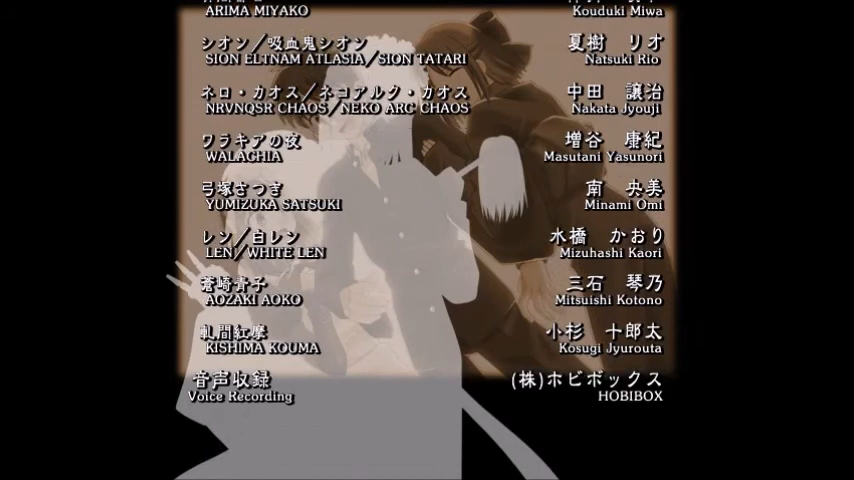 ARIMA MIYAKO
Kouduki Miwa
シオン／吸血鬼シオン 夏樹 リオ
SION ELTNAM ATLASIA／SION TATARI Natsuki Rio
ネロ・カオス／ネコアルク・カオス 中田 譲治
NRVNQSR CHAOS／NEKO ARC CHAOS Nakata Jyouji
ワラキアの夜 増谷 康紀
WALACHIA Masutani Yasunori
弓塚さつき 南 央美
YUMIZUKA SATSUKI Minami Omi
レン／白レン 水橋 かおり
LEN／WHITE LEN Mizuhashi Kaori
蒼崎青子 三石 琴乃
AOZAKI AOKO Mitsuishi Kotono
軋間紅摩 小杉 十郎太
KISHIMA KOUMA Kosugi Jyurouta
音声収録 (株)ホビボックス
Voice Recording HOBIBOX